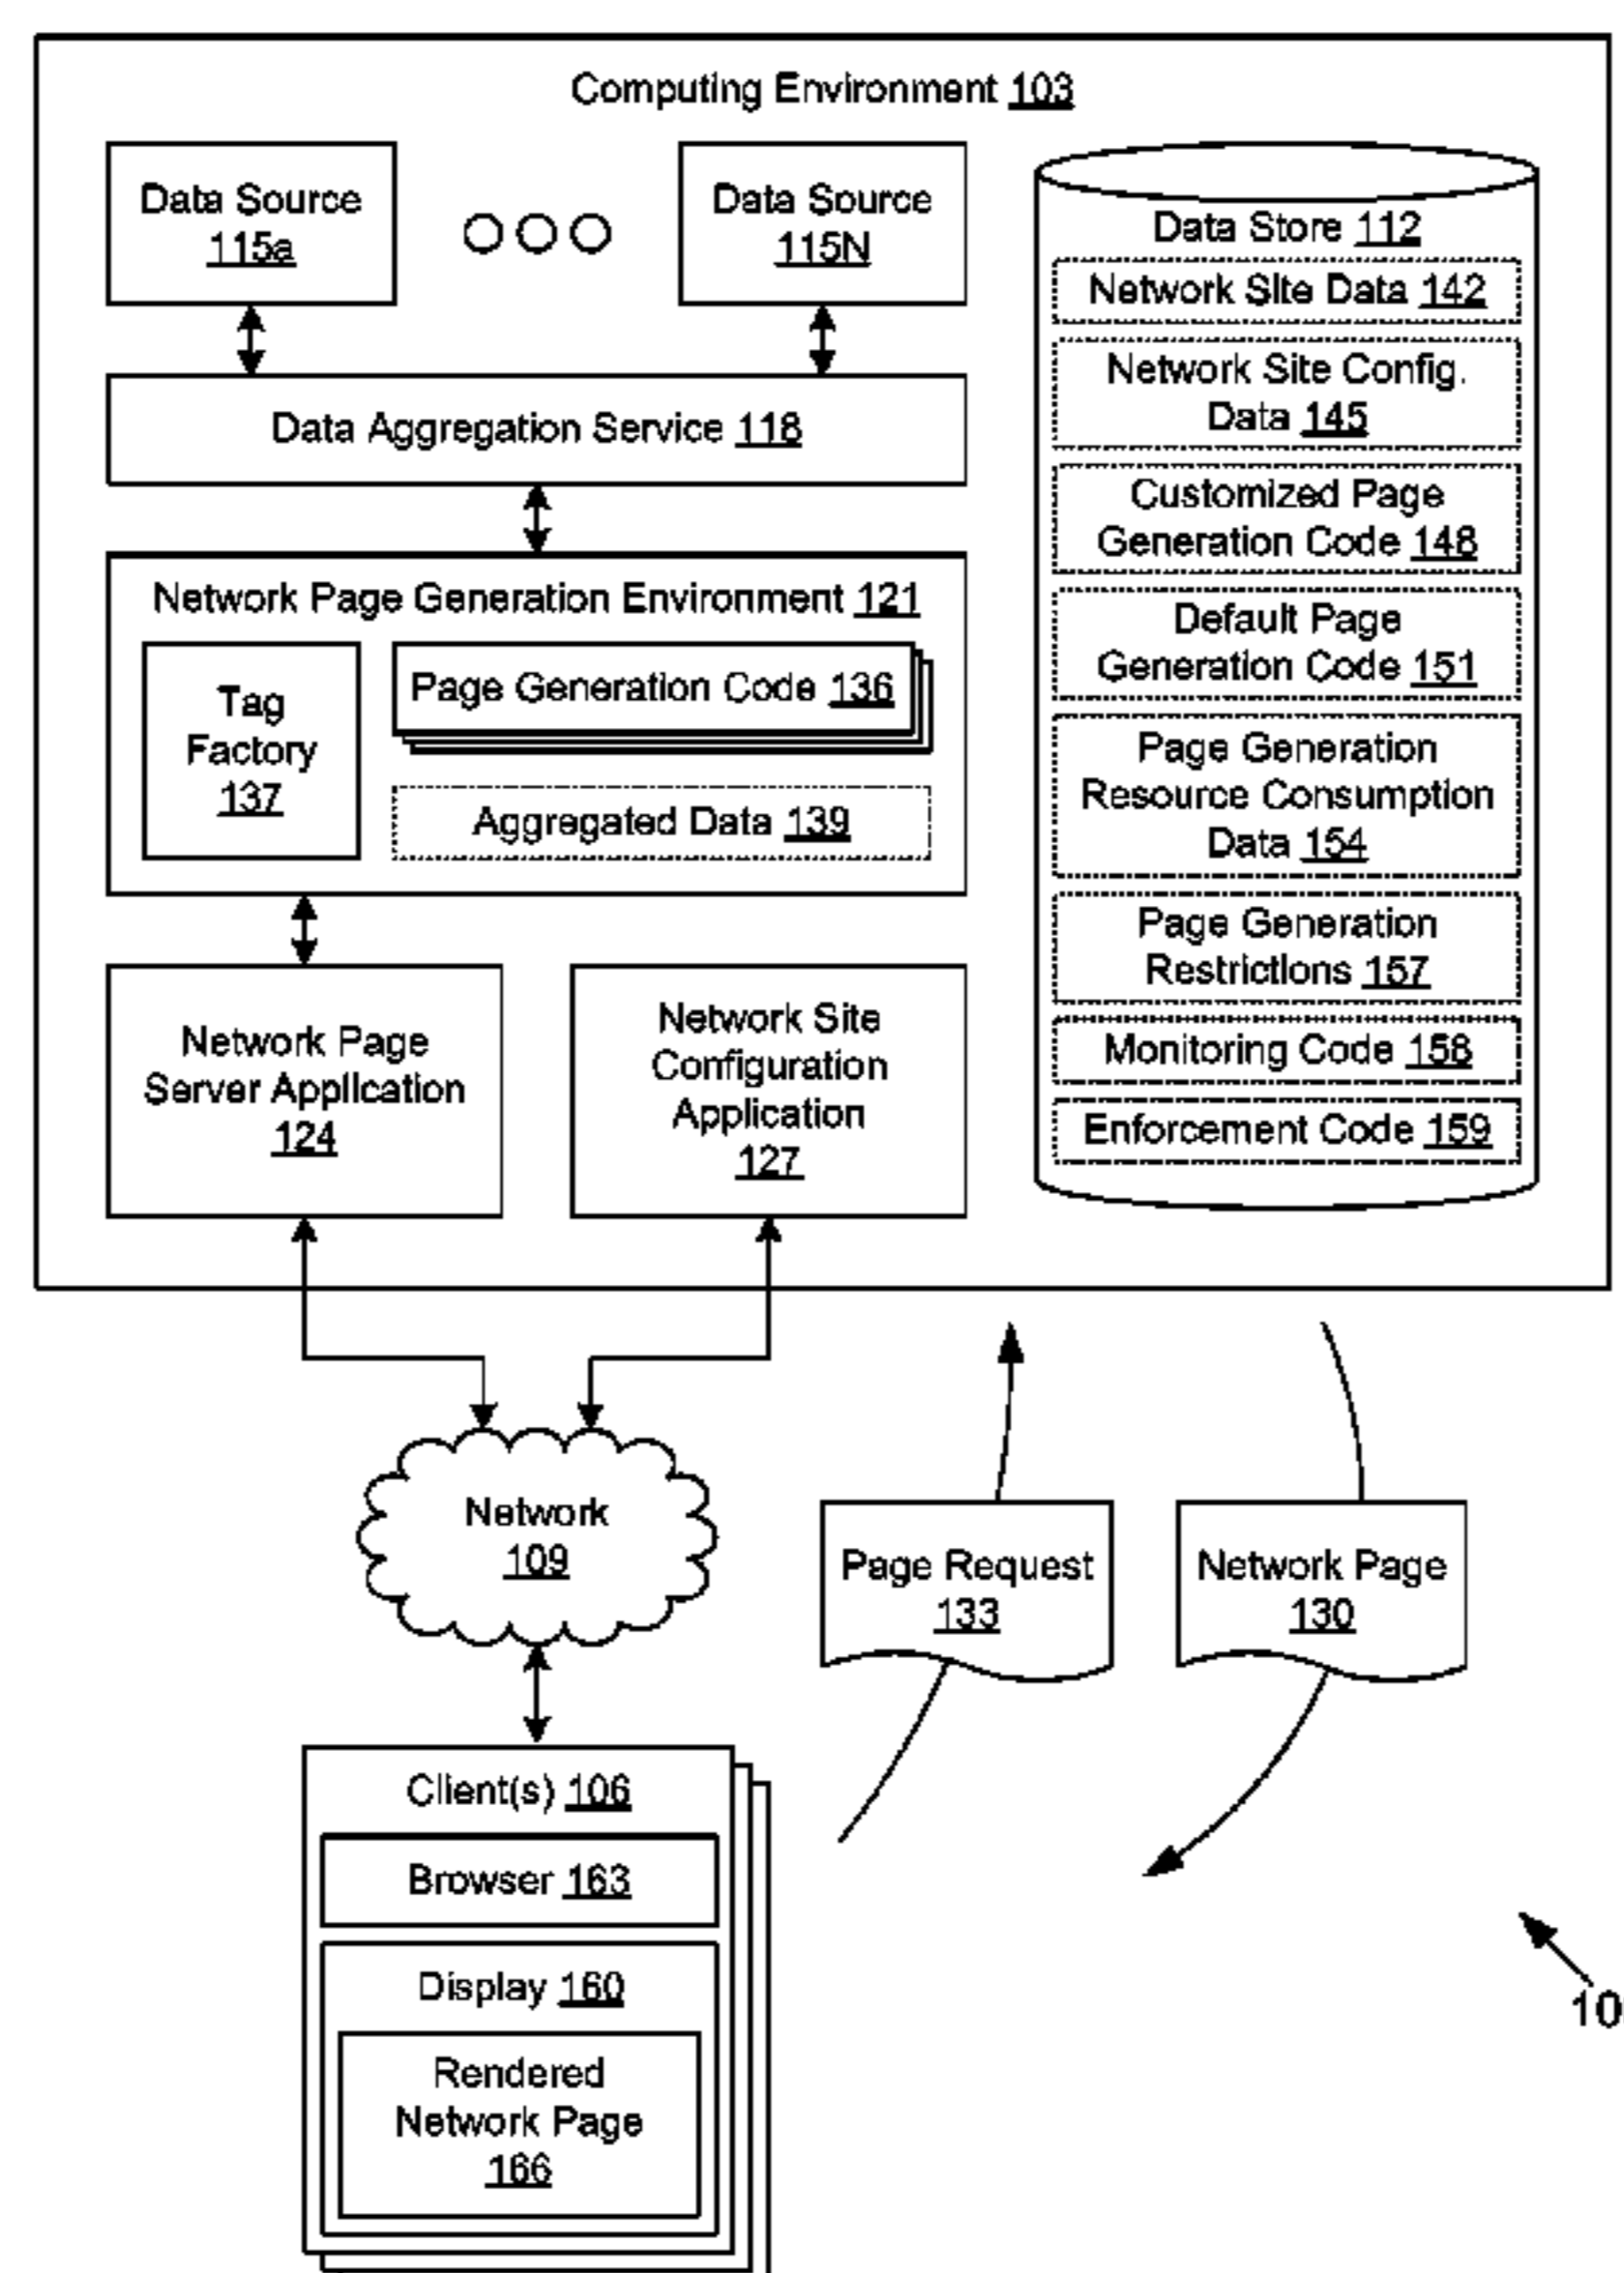 Computing Environment 103
Data Source
115a
Data Source
115N
Data Aggregation Service 118
Network Page Generation Environment 121
Tag
Factory
137
Page Generation Code 136
Aggregated Data 139
Network Page
Server Application
124
Network Site
Configuration
Application
127
Data Store 112
Network Site Data 142
Network Site Config.
Data 145
Customized Page
Generation Code 148
Default Page
Generation Code 151
Page Generation
Resource Consumption
Data 154
Page Generation
Restrictions 157
Monitoring Code 158
Enforcement Code 159
Network
109
Page Request
133
Network Page
130
Client(s) 106
Browser 163
Display 160
Rendered
Network Page
166
10